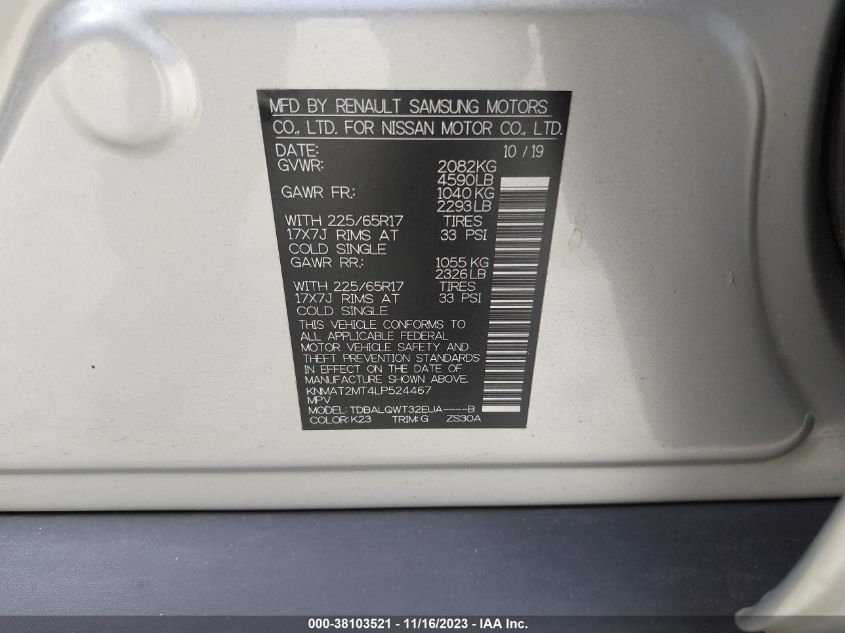 MFD BY RENAULT SAMSUNG MOTORS
CO., LTD. FOR NISSAN MOTOR CO., LTD.
DATE: 10 / 19
GVWR: 2082KG
4590LB
GAWR FR.: 1040 KG
2293LB
WITH 225/65R17 TIRES
17X7J RIMS AT 33 PSI
COLD SINGLE
GAWR RR.: 1055 KG
2326LB
WITH 225/65R17 TIRES
17X7J RIMS AT 33 PSI
COLD SINGLE
THIS VEHICLE CONFORMS TO
ALL APPLICABLE FEDERAL
MOTOR VEHICLE SAFETY AND
THEFT PREVENTION STANDARDS
IN EFFECT ON THE DATE OF
MANUFACTURE SHOWN ABOVE.
KNMAT2MT4LP524467
MPV
MODEL: TDBALQWT32EUA----B
COLOR:K23 TRIM:G ZS30A
000-38103521 - 11/16/2023 - IAA Inc.